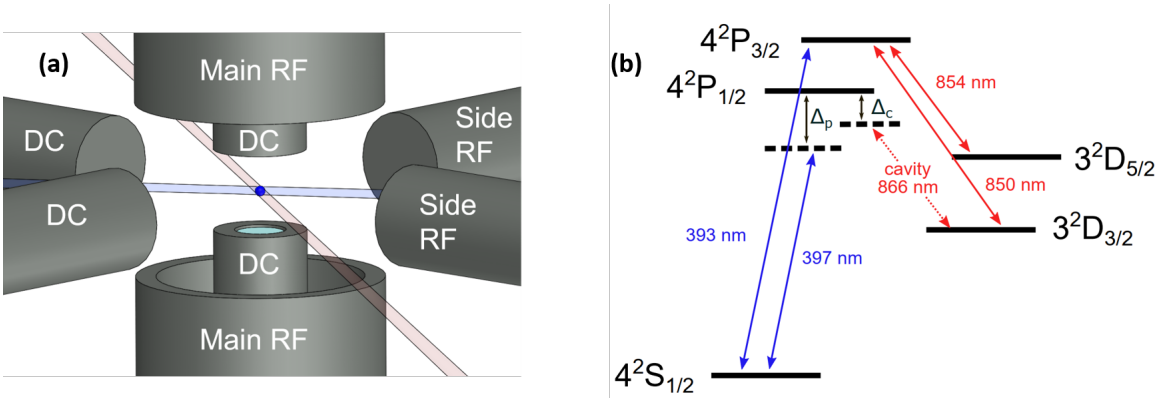 (a)
Main RF
DC
DC
DC
Side
RF
Side
RF
DC
Main RF
(b)
4²P₃/₂
4²P₁/₂
Δₚ
Δ꜀
854 nm
cavity
866 nm
3²D₅/₂
850 nm
3²D₃/₂
393 nm
397 nm
4²S₁/₂